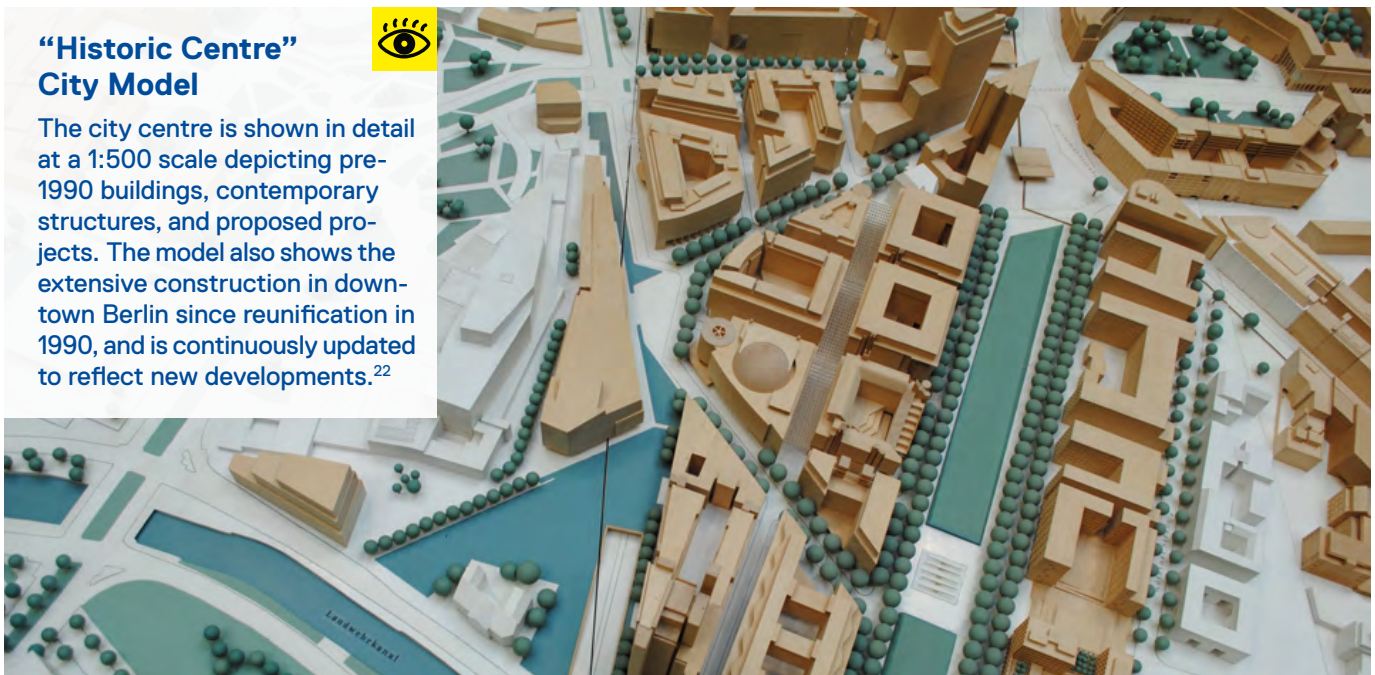 “Historic Centre”
City Model
The city centre is shown in detail
at a 1:500 scale depicting pre-
1990 buildings, contemporary
structures, and proposed pro-
jects. The model also shows the
extensive construction in down-
town Berlin since reunification in
1990, and is continuously updated
to reflect new developments.22
Landwehrkanal